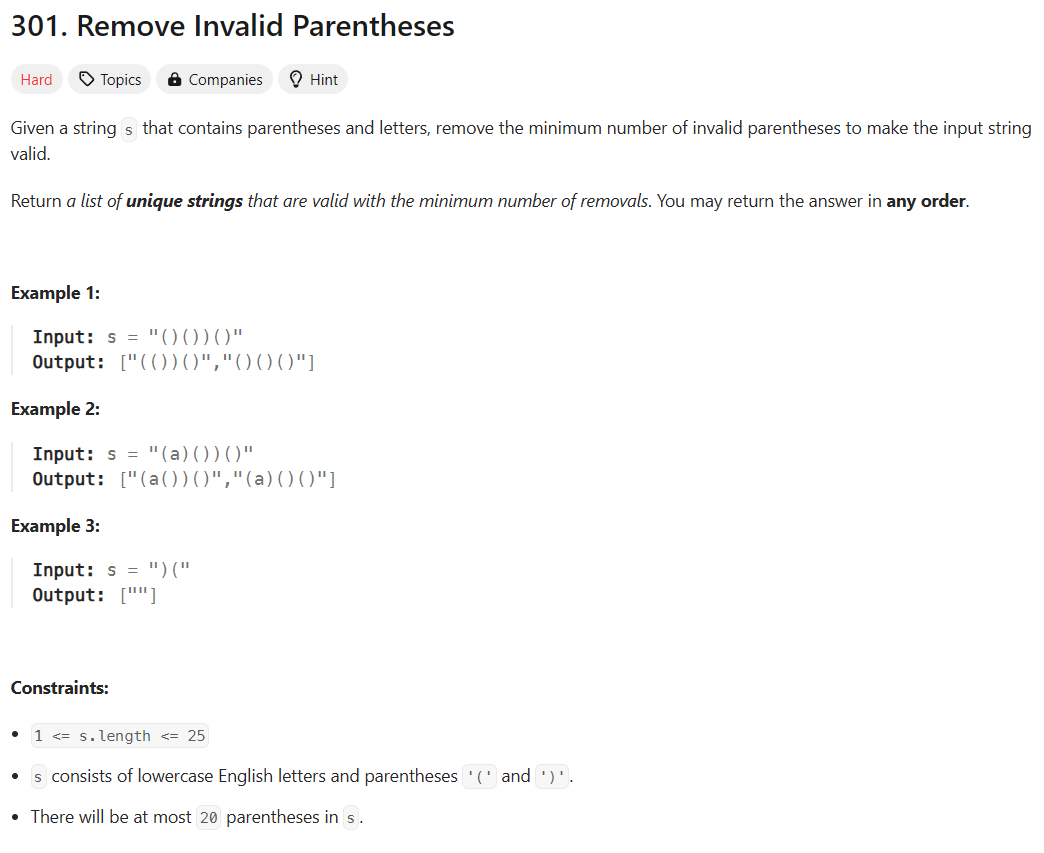 301. Remove Invalid Parentheses
Hard Topics Companies Hint
Given a string s that contains parentheses and letters, remove the minimum number of invalid parentheses to make the input string
valid.
Return a list of unique strings that are valid with the minimum number of removals. You may return the answer in any order.
Example 1:
Input: s = "()())()"
Output: ["(())()","()()()"]
Example 2:
Input: s = "(a)())()"
Output: ["(a())()","(a)()()"]
Example 3:
Input: s = ")("
Output: [""]
Constraints:
• 1 <= s.length <= 25
• s consists of lowercase English letters and parentheses '(' and ')'.
• There will be at most 20 parentheses in s.